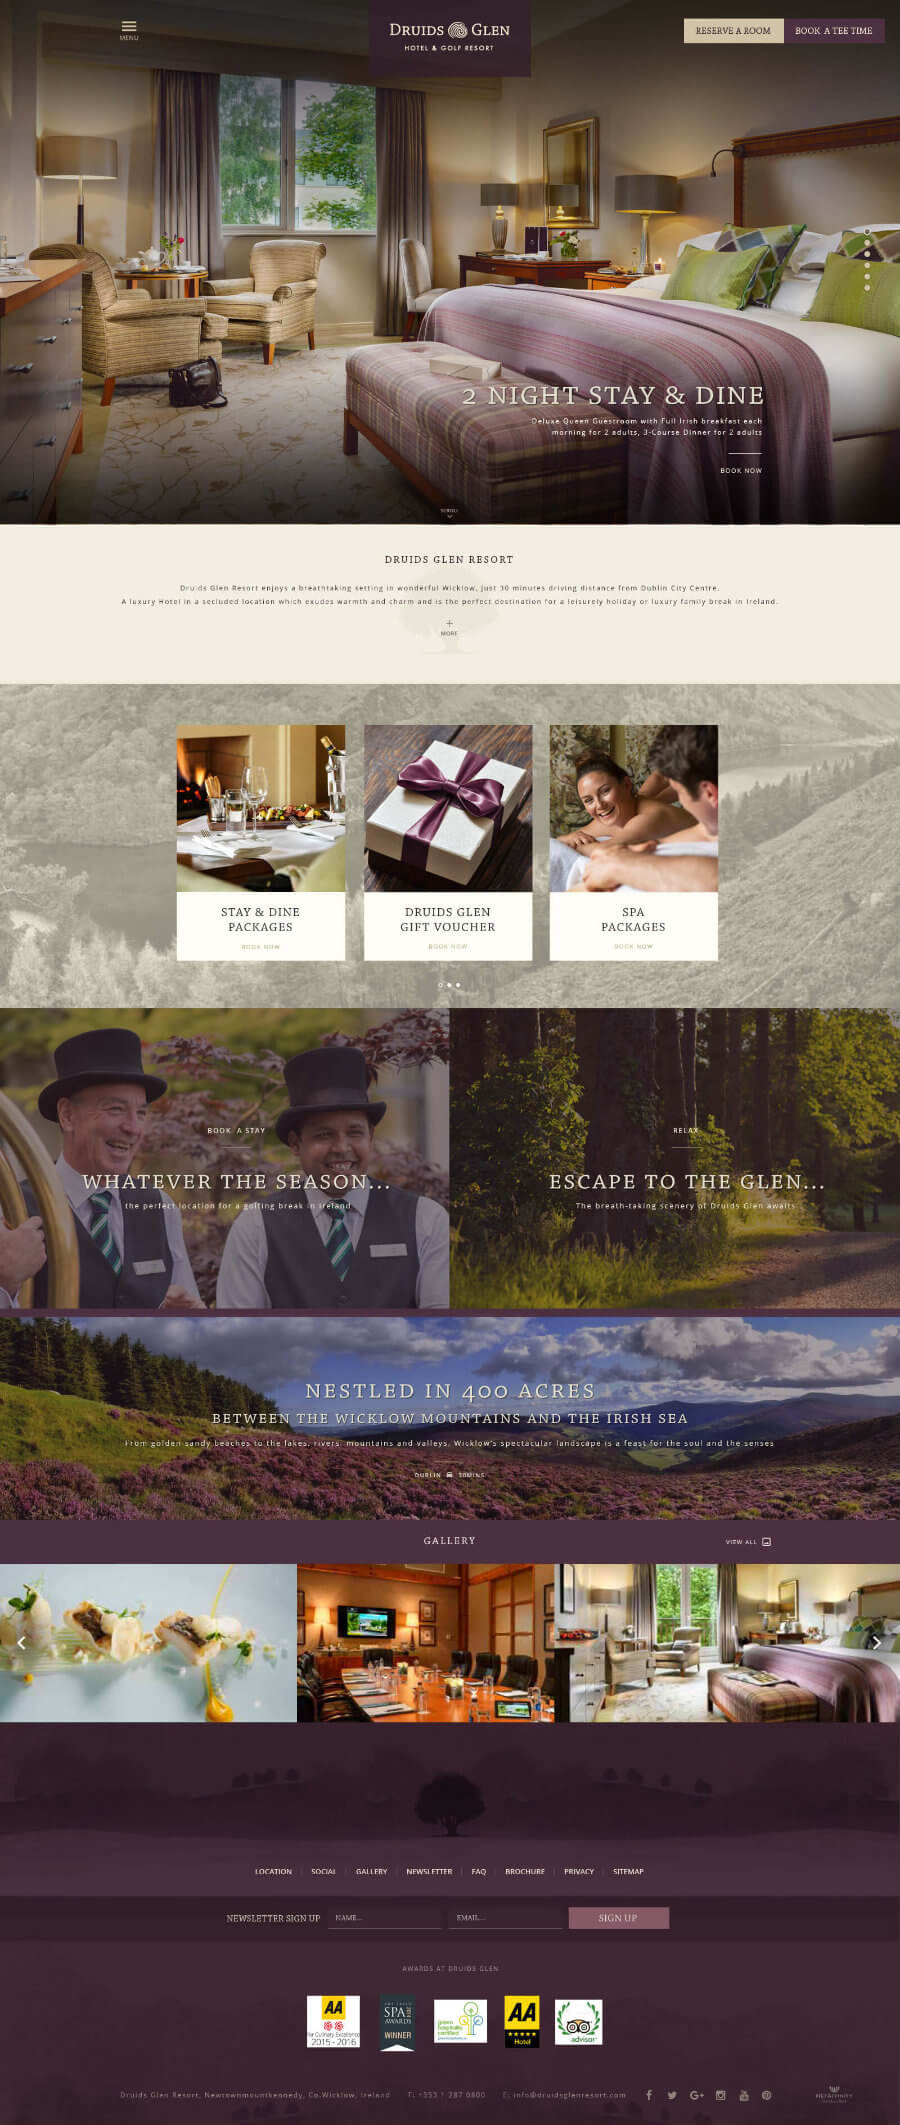 MENU
DRUIDS GLEN
HOTEL & GOLF RESORT
RESERVE A ROOM
BOOK A TEE TIME
2 NIGHT STAY & DINE
Deluxe Queen Guestroom with Full Irish breakfast each
morning for 2 adults, 3-Course Dinner for 2 adults
BOOK NOW
SCROLL
DRUIDS GLEN RESORT
Druids Glen Resort enjoys a breathtaking setting in wonderful Wicklow, just 30 minutes driving distance from Dublin City Centre.
A luxury Hotel in a secluded location which exudes warmth and charm and is the perfect destination for a leisurely holiday or luxury family break in Ireland.
+
MORE
STAY & DINE
PACKAGES
BOOK NOW
DRUIDS GLEN
GIFT VOUCHER
BOOK NOW
SPA
PACKAGES
BOOK NOW
BOOK A STAY
WHATEVER THE SEASON...
the perfect location for a golfing break in Ireland
RELAX
ESCAPE TO THE GLEN...
The breath-taking scenery of Druids Glen awaits
NESTLED IN 400 ACRES
BETWEEN THE WICKLOW MOUNTAINS AND THE IRISH SEA
From golden sandy beaches to the lakes, rivers, mountains and valleys, Wicklow's spectacular landscape is a feast for the soul and the senses
DUBLIN 30MINS
GALLERY
VIEW ALL
LOCATION
SOCIAL
GALLERY
NEWSLETTER
FAQ
BROCHURE
PRIVACY
SITEMAP
NEWSLETTER SIGN UP
NAME...
EMAIL...
SIGN UP
AWARDS AT DRUIDS GLEN
AA
for Culinary Excellence
2015 - 2016
SPA
AWARDS
WINNER
green
hospitality
certified
AA
Hotel
advisor
Druids Glen Resort, Newtownmountkennedy, Co.Wicklow, Ireland
T: +353 1 287 0800
E: info@druidsglenresort.com